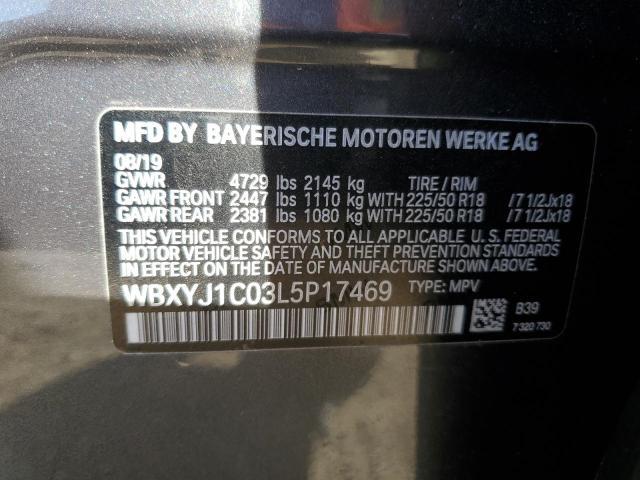 MFD BY BAYERISCHE MOTOREN WERKE AG
08/19
GVWR 4729 lbs 2145 kg TIRE / RIM
GAWR FRONT 2447 lbs 1110 kg WITH 225/50 R18 /7 1/2Jx18
GAWR REAR 2381 lbs 1080 kg WITH 225/50 R18 /7 1/2Jx18
THIS VEHICLE CONFORMS TO ALL APPLICABLE U. S. FEDERAL
MOTOR VEHICLE SAFETY AND THEFT PREVENTION STANDARDS
IN EFFECT ON THE DATE OF MANUFACTURE SHOWN ABOVE.
WBXYJ1C03L5P17469 TYPE: MPV
B39
7 320 730